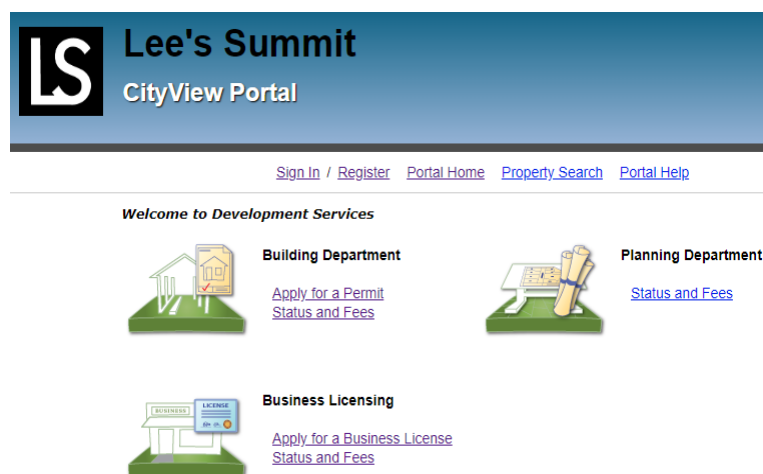 LS
Lee's Summit
CityView Portal
Sign In / Register Portal Home Property Search Portal Help
Welcome to Development Services
Building Department
Apply for a Permit
Status and Fees
Planning Department
Status and Fees
BUSINESS
LICENSE
Business Licensing
Apply for a Business License
Status and Fees